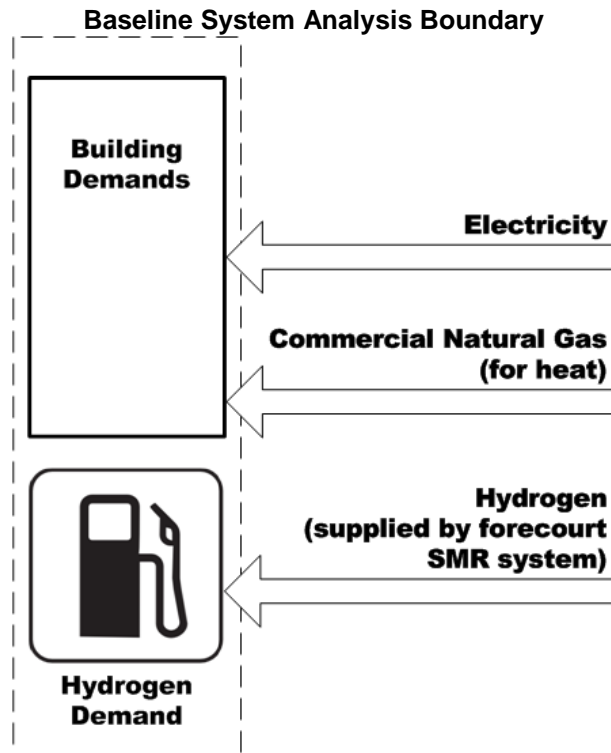 Baseline System Analysis Boundary
Building
Demands
Electricity
Commercial Natural Gas
(for heat)
Hydrogen
(supplied by forecourt
SMR system)
Hydrogen
Demand